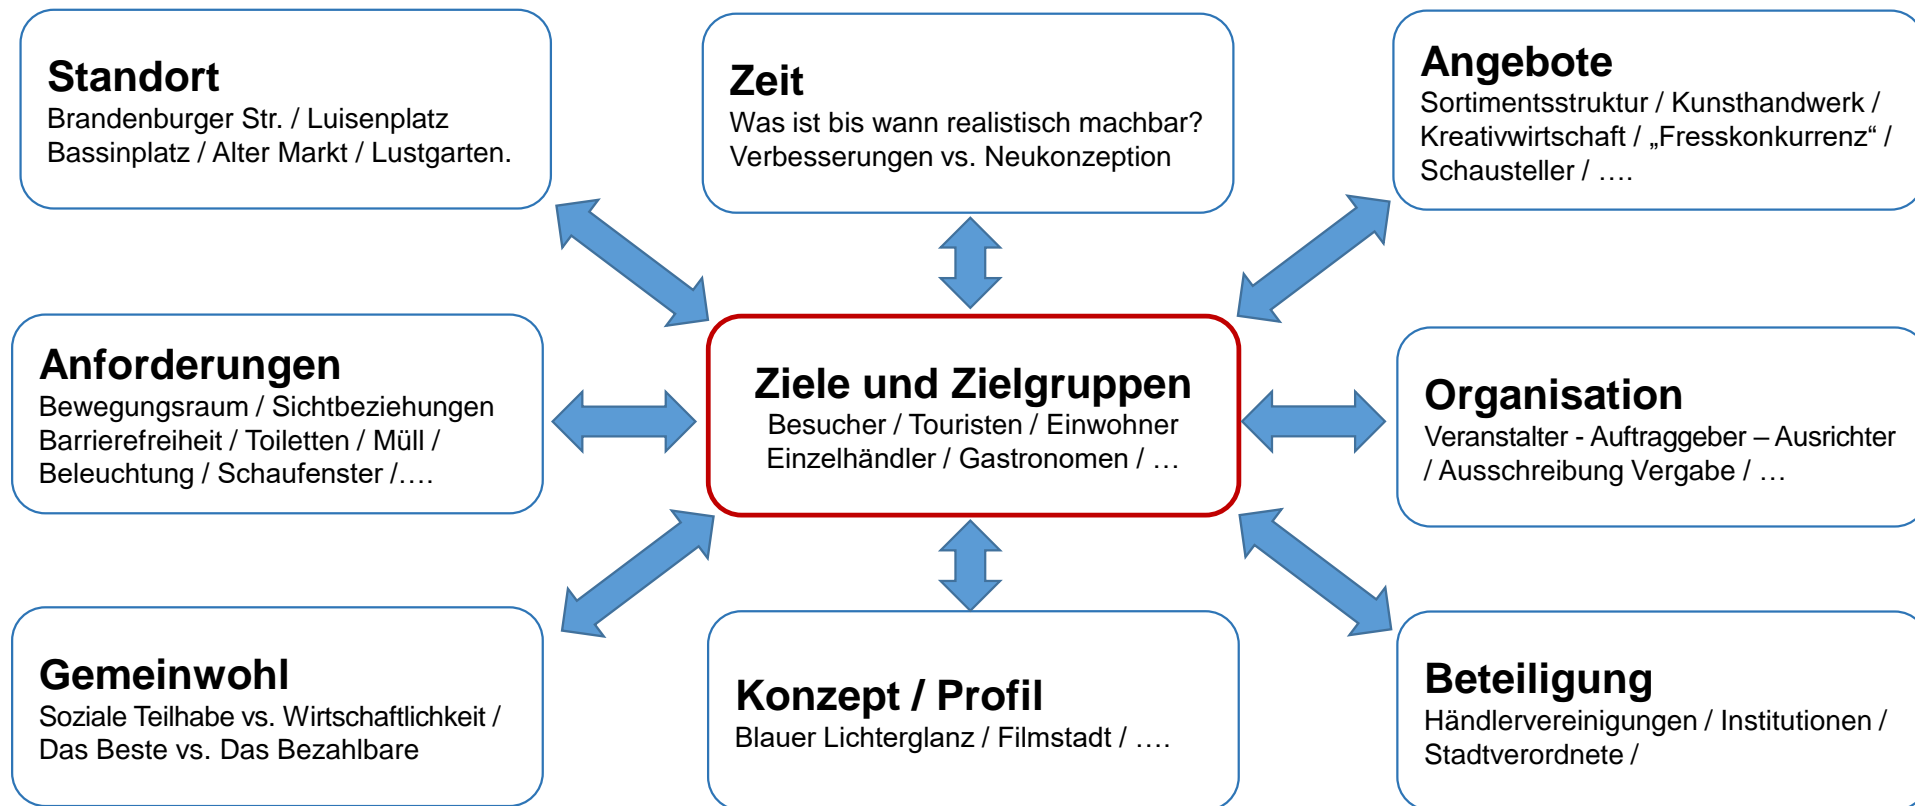 Standort
Brandenburger Str. / Luisenplatz
Bassinplatz / Alter Markt / Lustgarten.
Zeit
Was ist bis wann realistisch machbar?
Verbesserungen vs. Neukonzeption
Angebote
Sortimentsstruktur / Kunsthandwerk /
Kreativwirtschaft / „Fresskonkurrenz“ /
Schausteller / ….
Anforderungen
Bewegungsraum / Sichtbeziehungen
Barrierefreiheit / Toiletten / Müll /
Beleuchtung / Schaufenster /….
Ziele und Zielgruppen
Besucher / Touristen / Einwohner
Einzelhändler / Gastronomen / …
Organisation
Veranstalter - Auftraggeber – Ausrichter
/ Ausschreibung Vergabe / …
Gemeinwohl
Soziale Teilhabe vs. Wirtschaftlichkeit /
Das Beste vs. Das Bezahlbare
Konzept / Profil
Blauer Lichterglanz / Filmstadt / ….
Beteiligung
Händlervereinigungen / Institutionen /
Stadtverordnete /